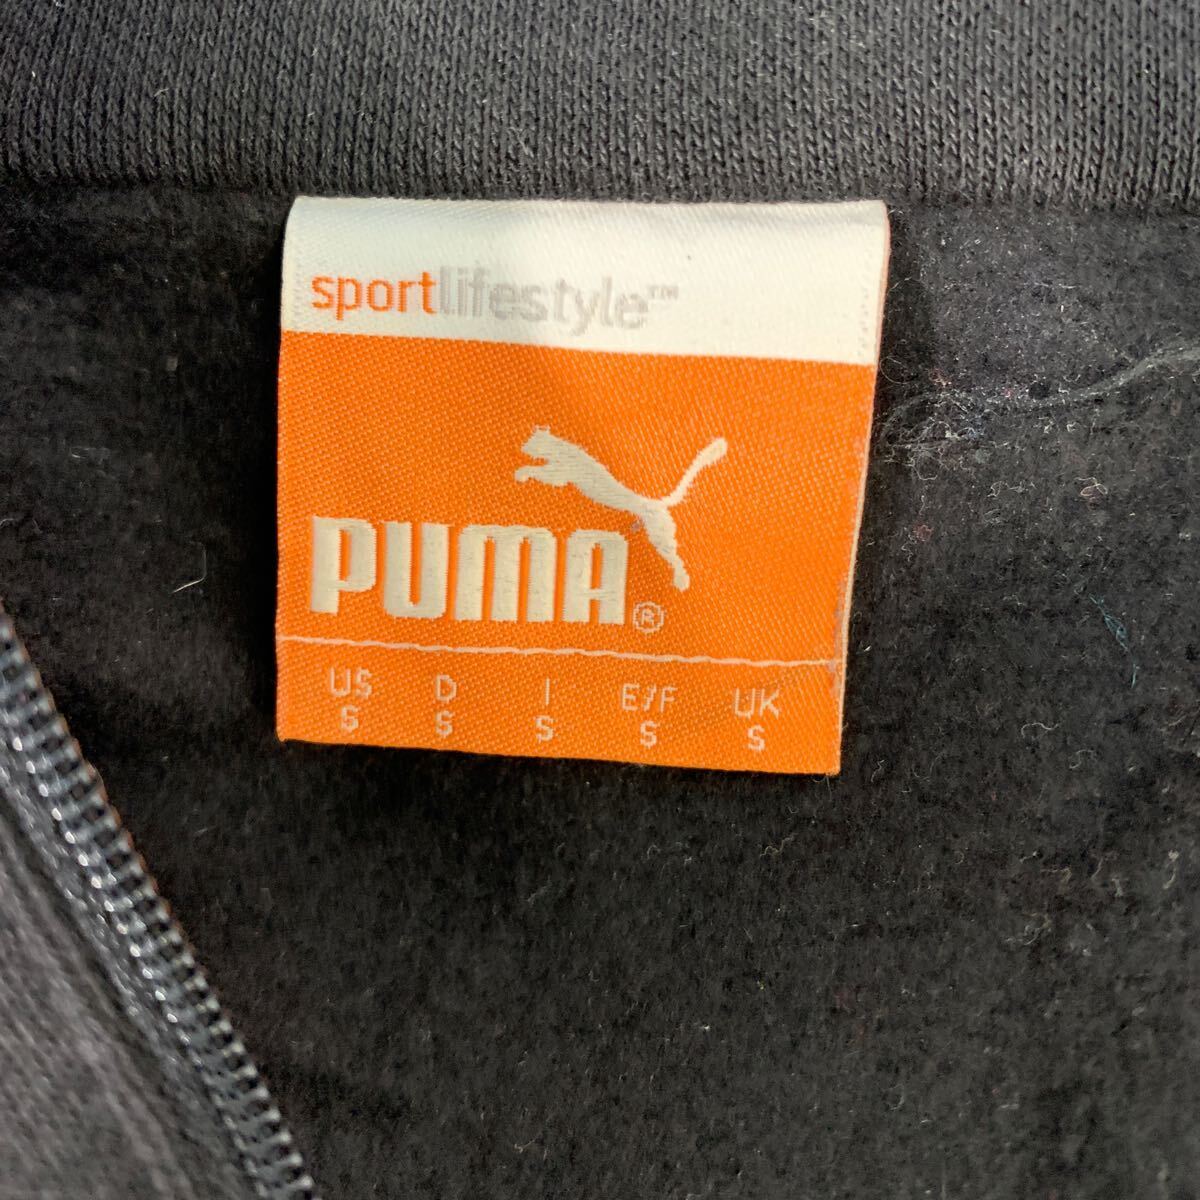 sportlifestyle™
PUMA®
US D I E/F UK
S S S S S